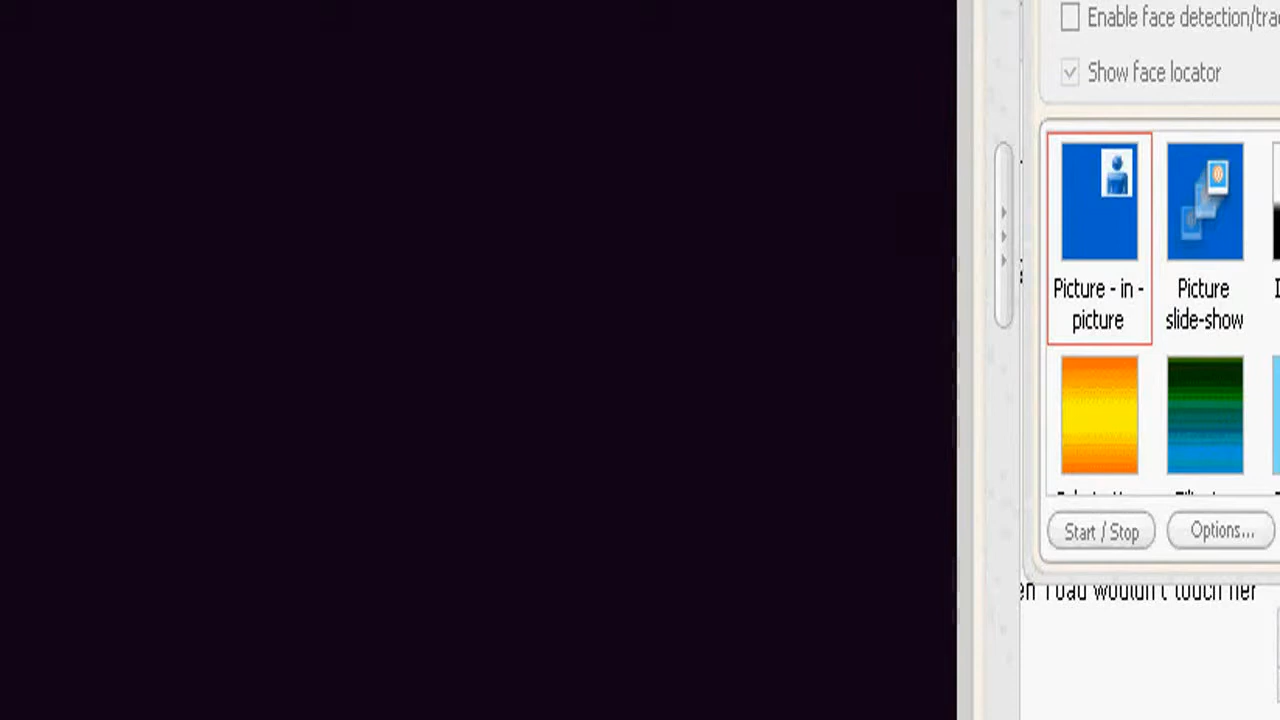 Enable face detection/trac
Show face locator
Picture - in -
picture
Picture
slide-show
Start / Stop
Options...
en Toad wouldn't touch her